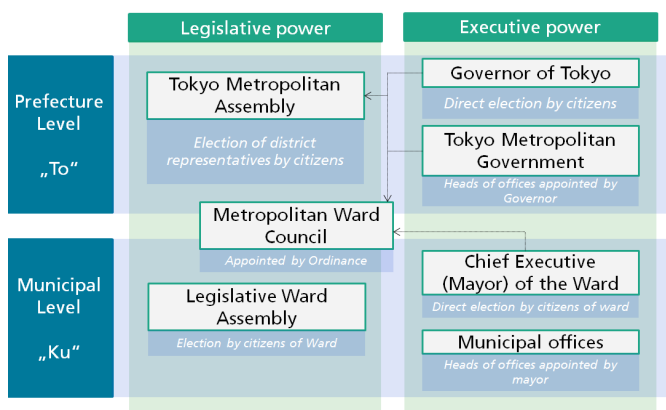 Legislative power
Executive power
Prefecture
Level
„To“
Tokyo Metropolitan
Assembly
Election of district
representatives by citizens
Governor of Tokyo
Direct election by citizens
Tokyo Metropolitan
Government
Heads of offices appointed by
Governor
Metropolitan Ward
Council
Appointed by Ordinance
Municipal
Level
„Ku“
Legislative Ward
Assembly
Election by citizens of Ward
Chief Executive
(Mayor) of the Ward
Direct election by citizens of ward
Municipal offices
Heads of offices appointed by
mayor